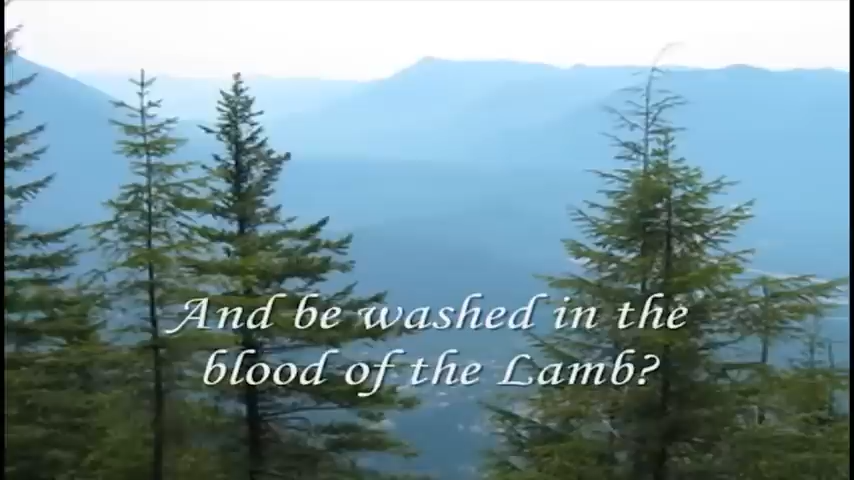 And be washed in the
blood of the Lamb?